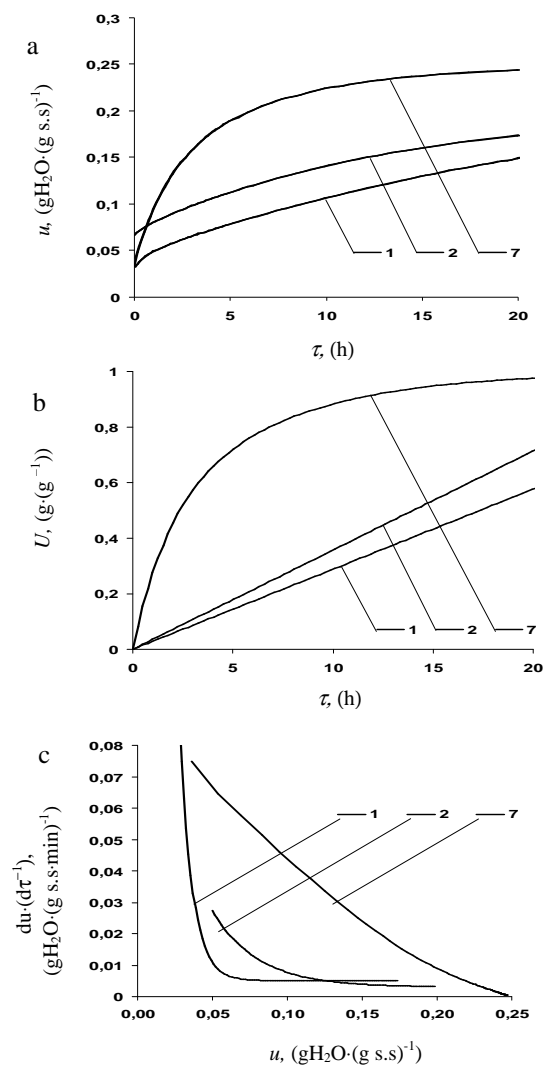 a
u, (gH₂O·(g s.s)⁻¹
0,3
0,25
0,2
0,15
0,1
0,05
0
1
2
7
0 5 10 15 20
τ, (h)
b
U, (g·(g⁻¹))
1
0,8
0,6
0,4
0,2
0
1
2
7
0 5 10 15 20
τ, (h)
c
du·(dτ⁻¹),
(gH₂O·(g s.s·min)⁻¹
0,08
0,07
0,06
0,05
0,04
0,03
0,02
0,01
0
1
2
7
0,00 0,05 0,10 0,15 0,20 0,25
u, (gH₂O·(g s.s)⁻¹